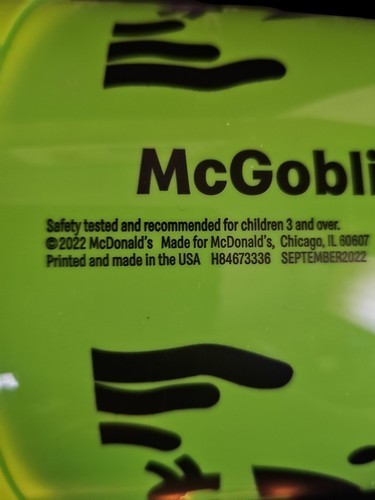 McGobli
Safety tested and recommended for children 3 and over.
©2022 McDonald's Made for McDonald's, Chicago, IL 60607
Printed and made in the USA H84673336 SEPTEMBER2022